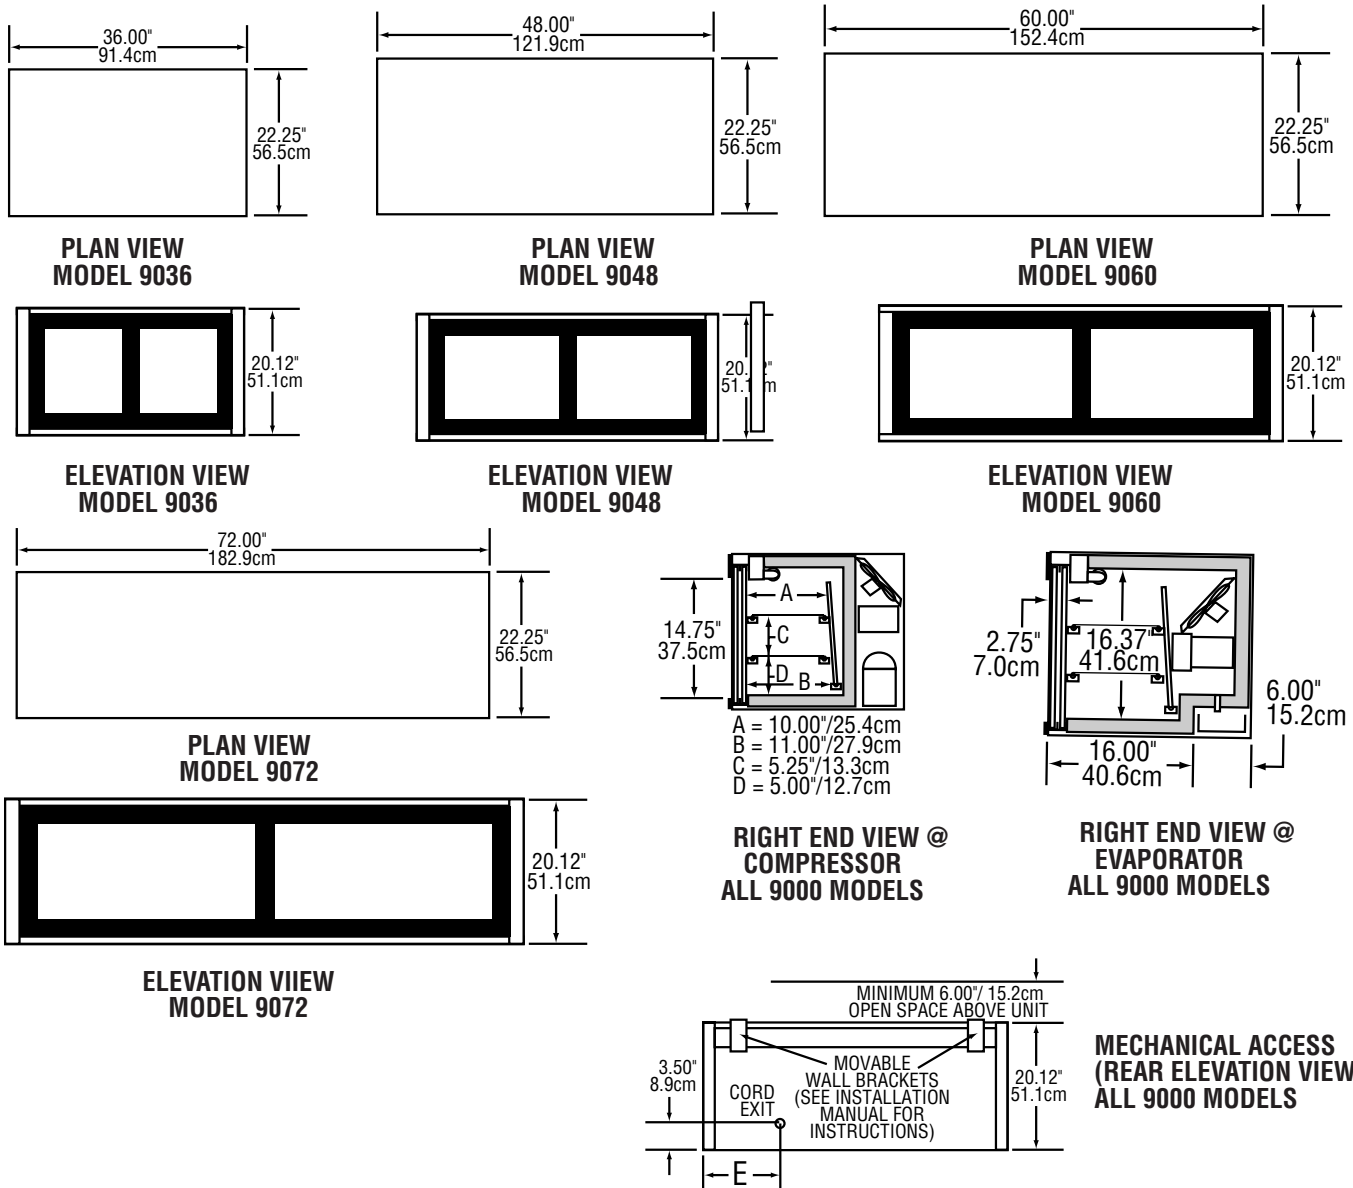 36.00"
91.4cm
22.25"
56.5cm
PLAN VIEW
MODEL 9036
48.00"
121.9cm
22.25"
56.5cm
PLAN VIEW
MODEL 9048
60.00"
152.4cm
22.25"
56.5cm
PLAN VIEW
MODEL 9060
20.12"
51.1cm
ELEVATION VIEW
MODEL 9036
ELEVATION VIEW
MODEL 9048
20.12"
51.1cm
ELEVATION VIEW
MODEL 9060
72.00"
182.9cm
22.25"
56.5cm
PLAN VIEW
MODEL 9072
20.12"
51.1cm
ELEVATION VIIEW
MODEL 9072
14.75"
37.5cm
A
C
D
B
A = 10.00"/25.4cm
B = 11.00"/27.9cm
C = 5.25"/13.3cm
D = 5.00"/12.7cm
RIGHT END VIEW @
COMPRESSOR
ALL 9000 MODELS
2.75"
7.0cm
16.37'
41.6cm
6.00"
15.2cm
16.00"
40.6cm
RIGHT END VIEW @
EVAPORATOR
ALL 9000 MODELS
MINIMUM 6.00"/ 15.2cm
OPEN SPACE ABOVE UNIT
MOVABLE
WALL BRACKETS
(SEE INSTALLATION
MANUAL FOR
INSTRUCTIONS)
3.50"
8.9cm
CORD
EXIT
20.12"
51.1cm
E
MECHANICAL ACCESS
(REAR ELEVATION VIEW
ALL 9000 MODELS